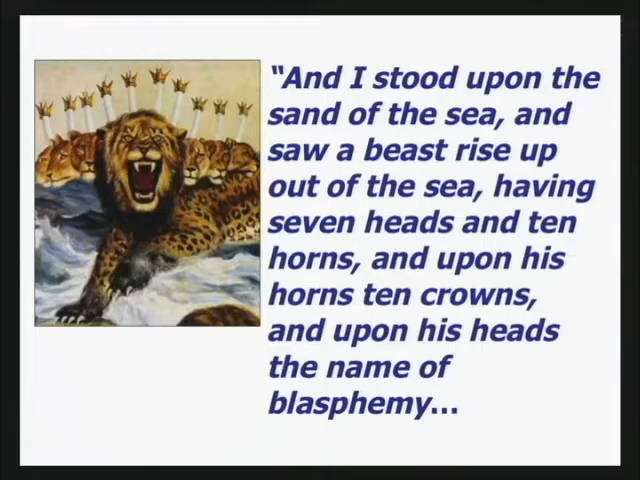 “And I stood upon the
sand of the sea, and
saw a beast rise up
out of the sea, having
seven heads and ten
horns, and upon his
horns ten crowns,
and upon his heads
the name of
blasphemy...